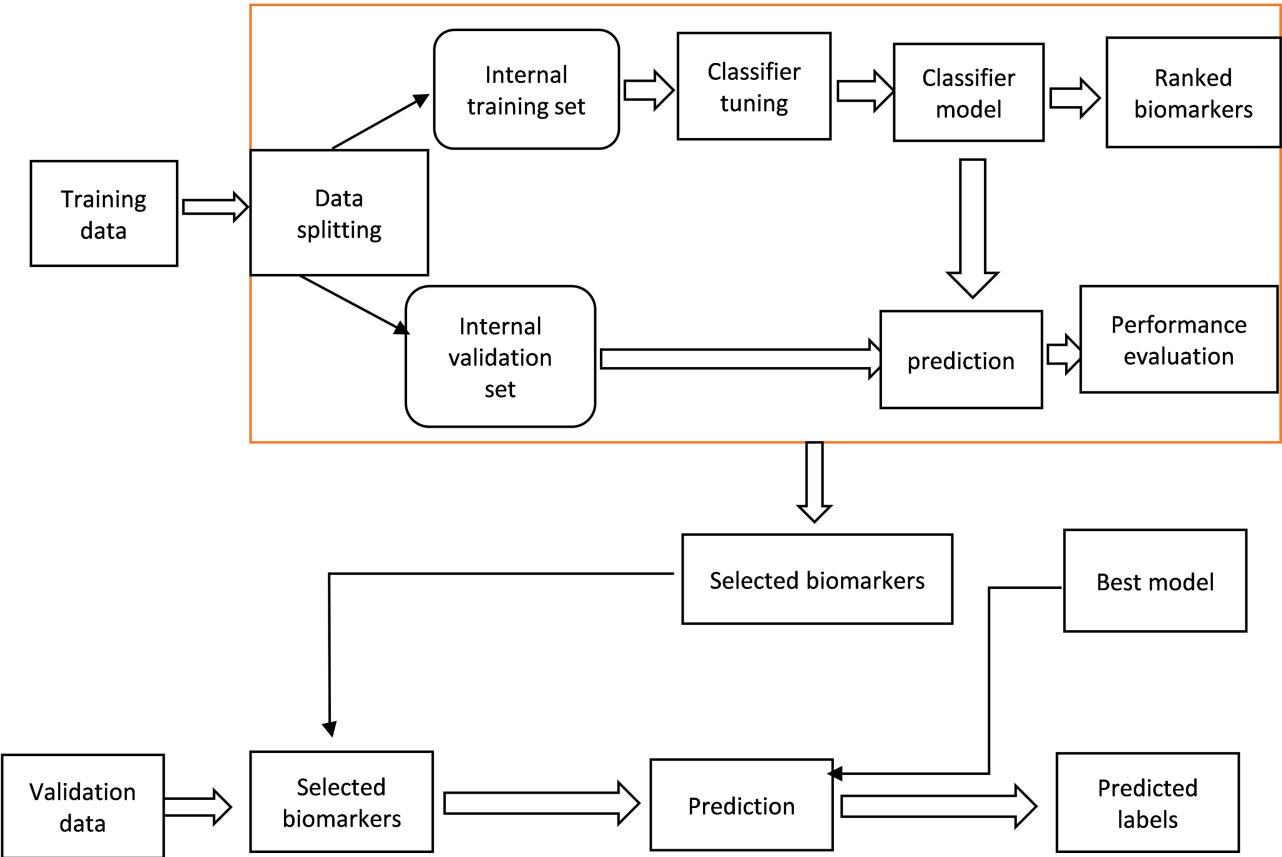 Internal
training set
Classifier
tuning
Classifier
model
Ranked
biomarkers
Training
data
Data
splitting
Internal
validation
set
prediction
Performance
evaluation
Selected biomarkers
Best model
Validation
data
Selected
biomarkers
Prediction
Predicted
labels